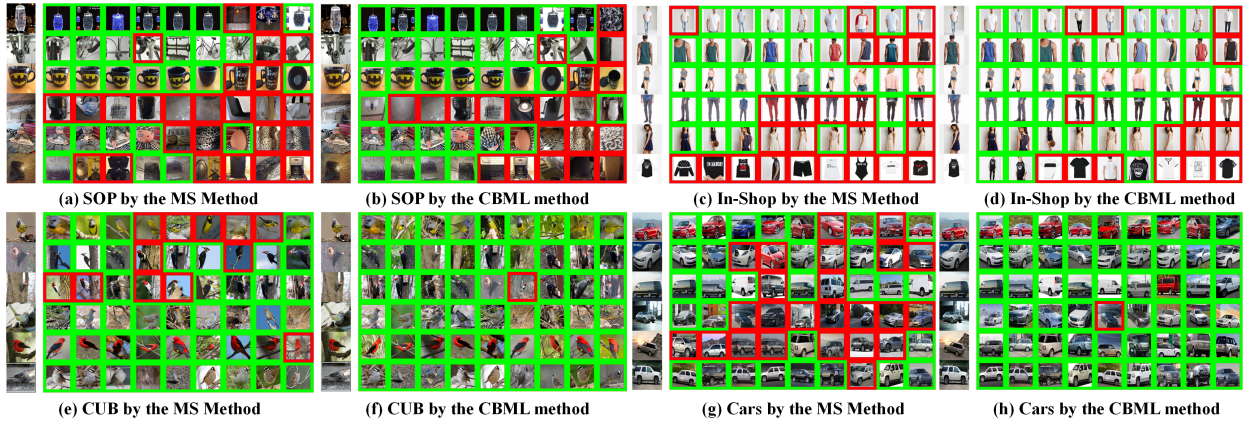 (a) SOP by the MS Method
(b) SOP by the CBML method
(c) In-Shop by the MS Method
(d) In-Shop by the CBML method
(e) CUB by the MS Method
(f) CUB by the CBML method
(g) Cars by the MS Method
(h) Cars by the CBML method